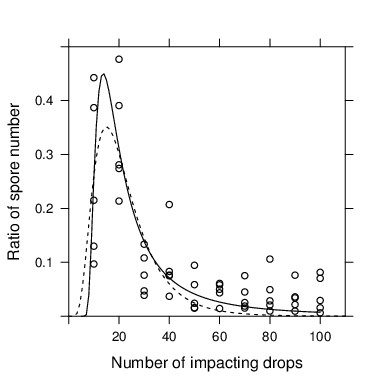 Ratio of spore number
0.4
0.3
0.2
0.1
20 40 60 80 100
Number of impacting drops